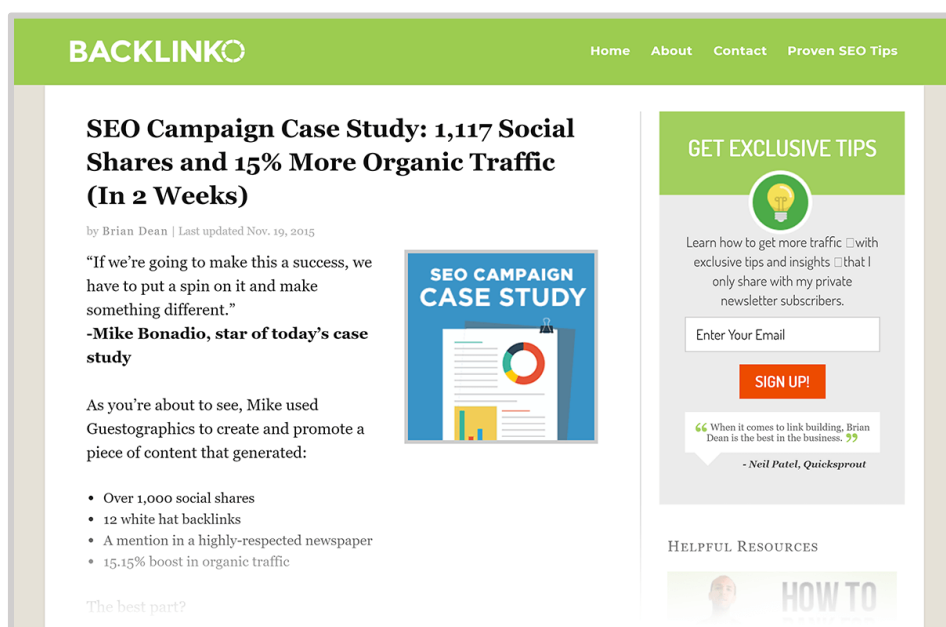 BACKLINKO
Home About Contact Proven SEO Tips
SEO Campaign Case Study: 1,117 Social
Shares and 15% More Organic Traffic
(In 2 Weeks)
by Brian Dean | Last updated Nov. 19, 2015
“If we’re going to make this a success, we
have to put a spin on it and make
something different.”
-Mike Bonadio, star of today’s case
study
SEO CAMPAIGN
CASE STUDY
As you’re about to see, Mike used
Guestographics to create and promote a
piece of content that generated:
• Over 1,000 social shares
• 12 white hat backlinks
• A mention in a highly-respected newspaper
• 15.15% boost in organic traffic
The best part?
GET EXCLUSIVE TIPS
Learn how to get more traffic □with
exclusive tips and insights □that I
only share with my private
newsletter subscribers.
Enter Your Email
SIGN UP!
“When it comes to link building, Brian
Dean is the best in the business.”
- Neil Patel, Quicksprout
Helpful Resources
HOW TO